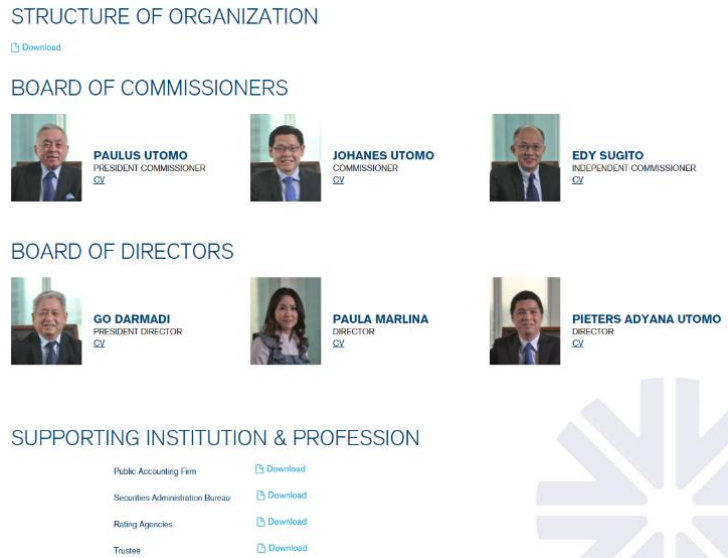 STRUCTURE OF ORGANIZATION
Download
BOARD OF COMMISSIONERS
PAULUS UTOMO
PRESIDENT COMMISSIONER
CV
JOHANES UTOMO
COMMISSIONER
CV
EDY SUGITO
INDEPENDENT COMMISSIONER
CV
BOARD OF DIRECTORS
GO DARMADI
PRESIDENT DIRECTOR
CV
PAULA MARLINA
DIRECTOR
CV
PIETERS ADYANA UTOMO
DIRECTOR
CV
SUPPORTING INSTITUTION & PROFESSION
Public Accounting Firm Download
Securities Administration Bureau Download
Rating Agencies Download
Trustee Download